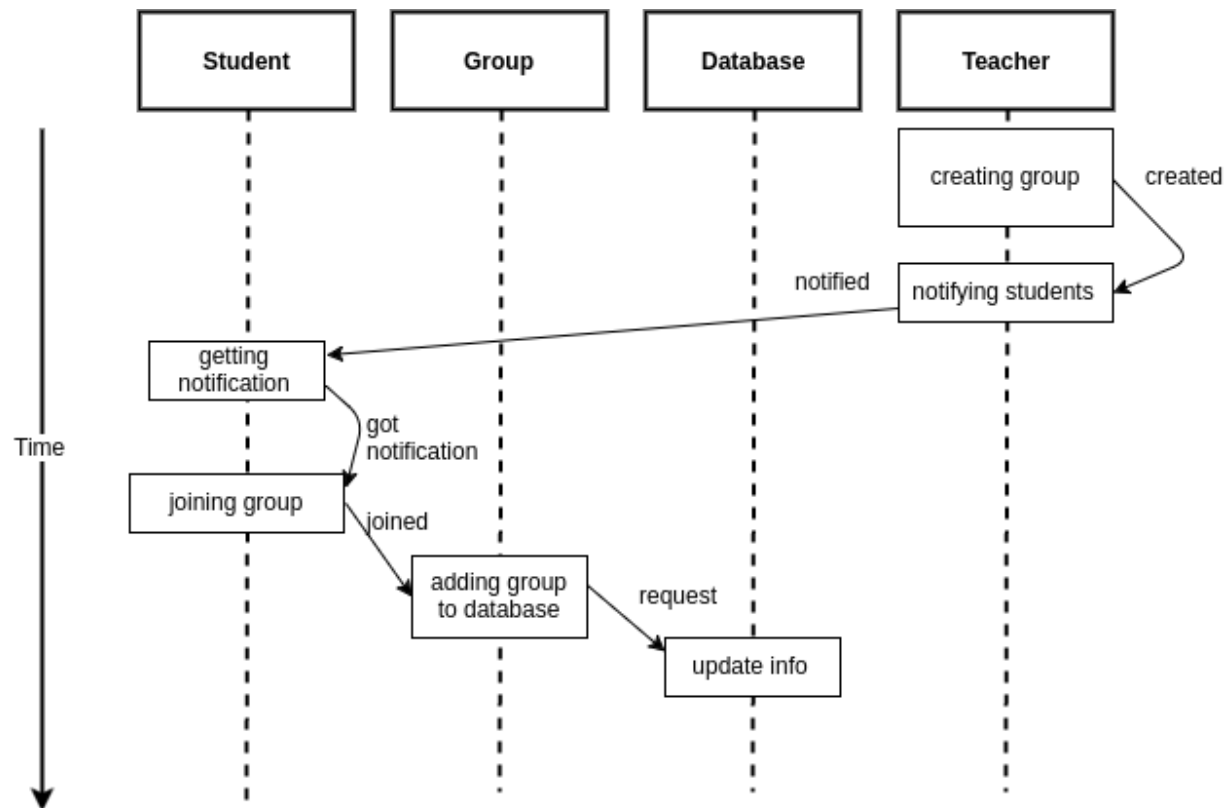 Student
Group
Database
Teacher
creating group
created
notified
notifying students
getting
notification
got
notification
Time
joining group
joined
adding group
to database
request
update info